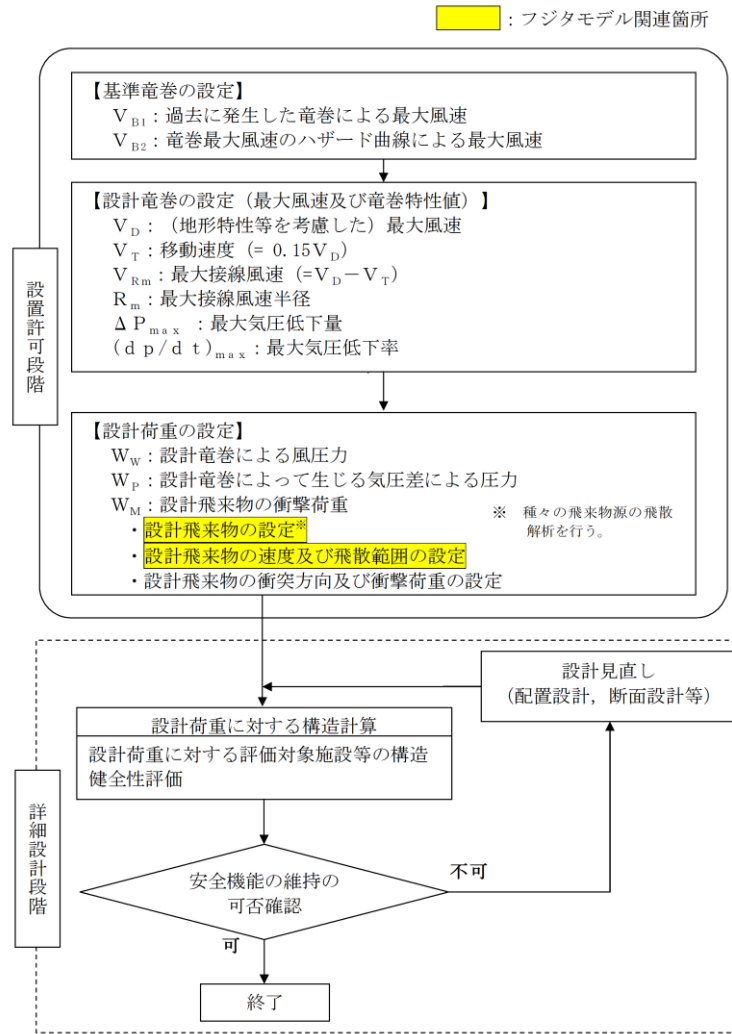 ：フジタモデル関連箇所
【基準竜巻の設定】
V_B1：過去に発生した竜巻による最大風速
V_B2：竜巻最大風速のハザード曲線による最大風速
【設計竜巻の設定（最大風速及び竜巻特性値）】
V_D：（地形特性等を考慮した）最大風速
V_T：移動速度（= 0.15V_D）
V_Rm：最大接線風速（=V_D－V_T）
R_m：最大接線風速半径
ΔP_max ：最大気圧低下量
(dp/dt)_max：最大気圧低下率
設置許可段階
【設計荷重の設定】
W_W：設計竜巻による風圧力
W_P：設計竜巻によって生じる気圧差による圧力
W_M：設計飛来物の衝撃荷重
・設計飛来物の設定※
・設計飛来物の速度及び飛散範囲の設定
・設計飛来物の衝突方向及び衝撃荷重の設定
※ 種々の飛来物源の飛散
解析を行う。
設計見直し
（配置設計，断面設計等）
設計荷重に対する構造計算
設計荷重に対する評価対象施設等の構造
健全性評価
詳細設計段階
安全機能の維持の
可否確認
不可
可
終了